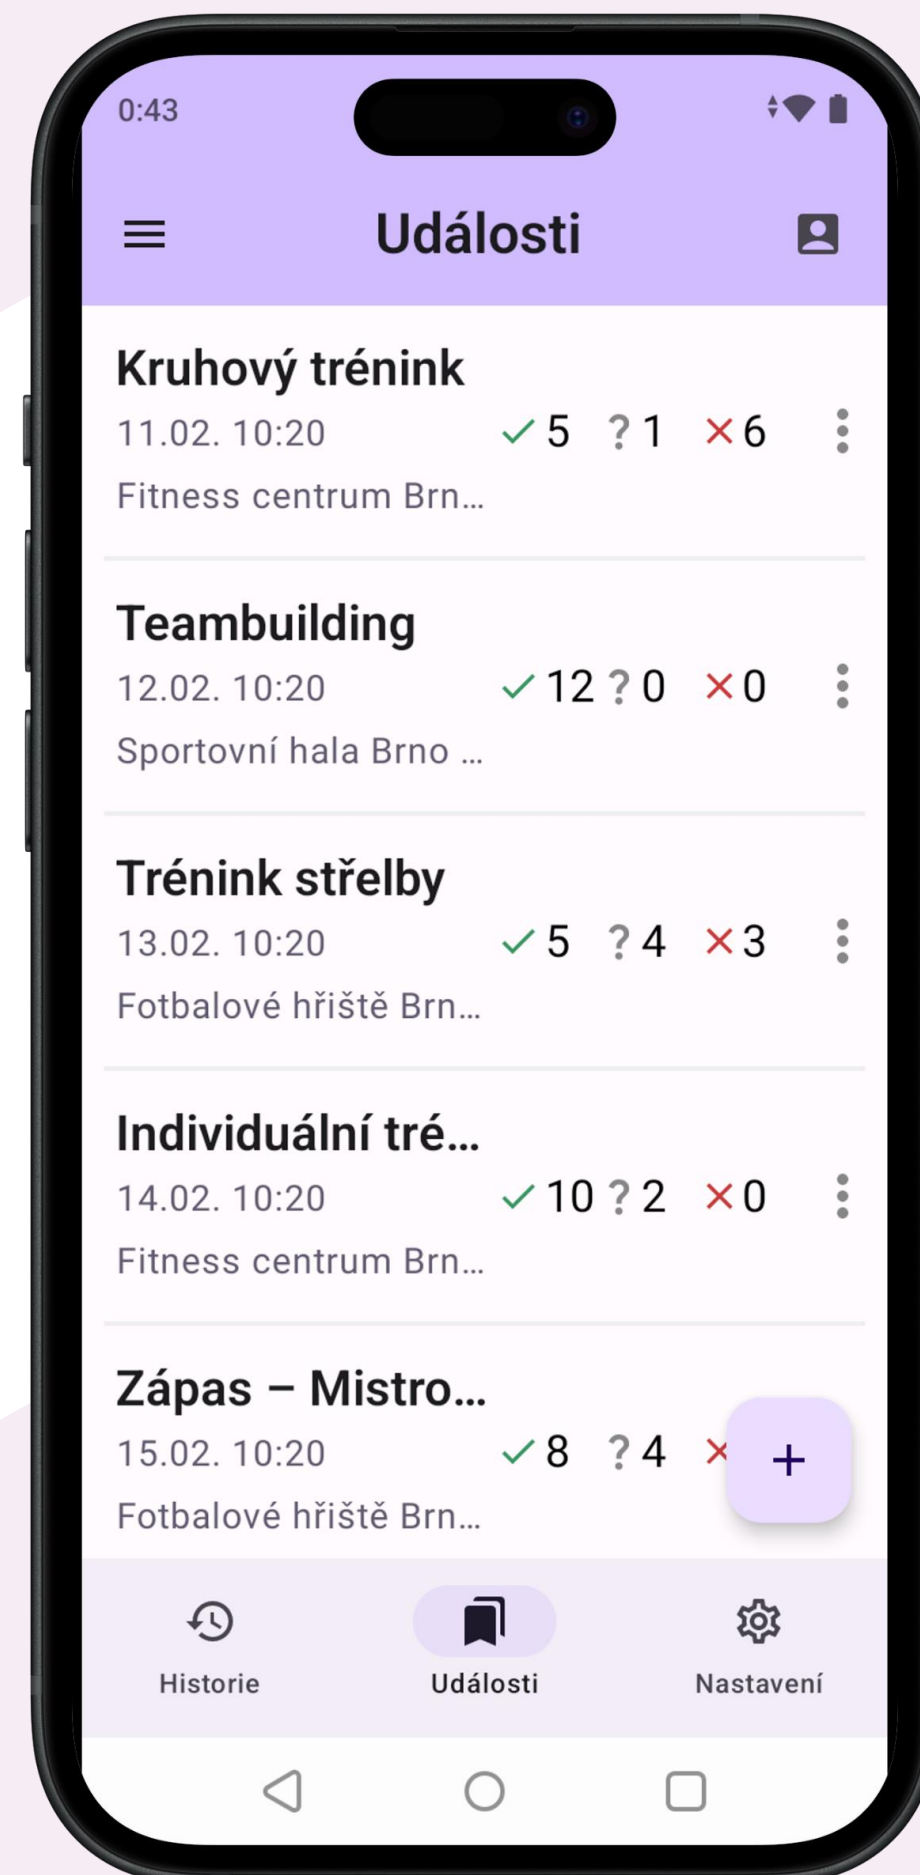 0:43
Události
Kruhový trénink
11.02. 10:20 5 ? 1 6
Fitness centrum Brn...
Teambuilding
12.02. 10:20 12 ? 0 0
Sportovní hala Brno ...
Trénink střelby
13.02. 10:20 5 ? 4 3
Fotbalové hřiště Brn...
Individuální tré...
14.02. 10:20 10 ? 2 0
Fitness centrum Brn...
Zápas – Mistro...
15.02. 10:20 8 ? 4
Fotbalové hřiště Brn...
+
Historie Události Nastavení